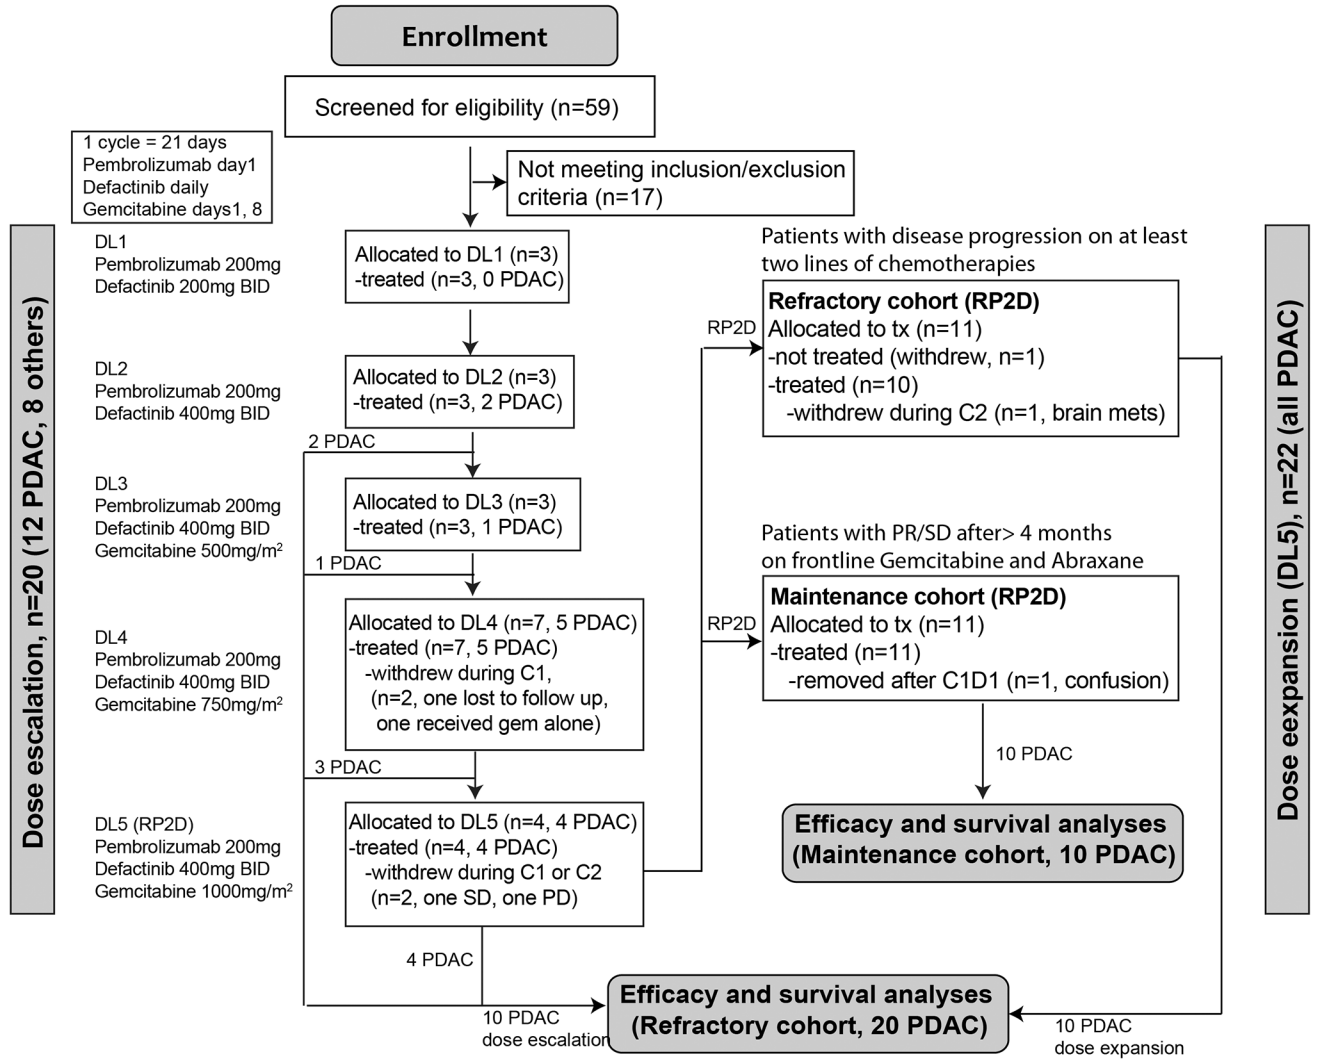 Enrollment
Screened for eligibility (n=59)
1 cycle = 21 days
Pembrolizumab day1
Defactinib daily
Gemcitabine days1, 8
Not meeting inclusion/exclusion
criteria (n=17)
Dose escalation, n=20 (12 PDAC, 8 others)
DL1
Pembrolizumab 200mg
Defactinib 200mg BID
Allocated to DL1 (n=3)
-treated (n=3, 0 PDAC)
DL2
Pembrolizumab 200mg
Defactinib 400mg BID
Allocated to DL2 (n=3)
-treated (n=3, 2 PDAC)
2 PDAC
DL3
Pembrolizumab 200mg
Defactinib 400mg BID
Gemcitabine 500mg/m²
Allocated to DL3 (n=3)
-treated (n=3, 1 PDAC)
1 PDAC
DL4
Pembrolizumab 200mg
Defactinib 400mg BID
Gemcitabine 750mg/m²
Allocated to DL4 (n=7, 5 PDAC)
-treated (n=7, 5 PDAC)
-withdrew during C1,
(n=2, one lost to follow up,
one received gem alone)
3 PDAC
DL5 (RP2D)
Pembrolizumab 200mg
Defactinib 400mg BID
Gemcitabine 1000mg/m²
Allocated to DL5 (n=4, 4 PDAC)
-treated (n=4, 4 PDAC)
-withdrew during C1 or C2
(n=2, one SD, one PD)
4 PDAC
10 PDAC
dose escalation
RP2D
Patients with disease progression on at least
two lines of chemotherapies
Refractory cohort (RP2D)
Allocated to tx (n=11)
-not treated (withdrew, n=1)
-treated (n=10)
-withdrew during C2 (n=1, brain mets)
RP2D
Patients with PR/SD after> 4 months
on frontline Gemcitabine and Abraxane
Maintenance cohort (RP2D)
Allocated to tx (n=11)
-treated (n=11)
-removed after C1D1 (n=1, confusion)
10 PDAC
Efficacy and survival analyses
(Maintenance cohort, 10 PDAC)
Efficacy and survival analyses
(Refractory cohort, 20 PDAC)
10 PDAC
dose expansion
Dose eexpansion (DL5), n=22 (all PDAC)